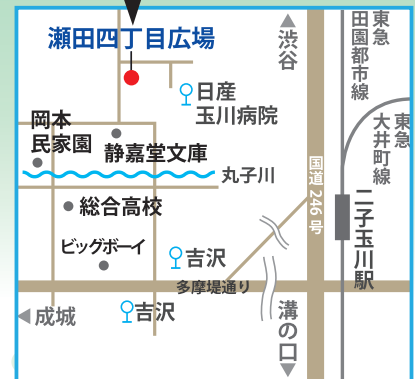 瀬田四丁目広場
渋谷
東急
田園都市線
日産
玉川病院
岡本
民家園
静嘉堂文庫
東急
大井町線
丸子川
国道246号
総合高校
二子玉川駅
ビッグボーイ
吉沢
多摩堤通り
吉沢
成城
溝の口